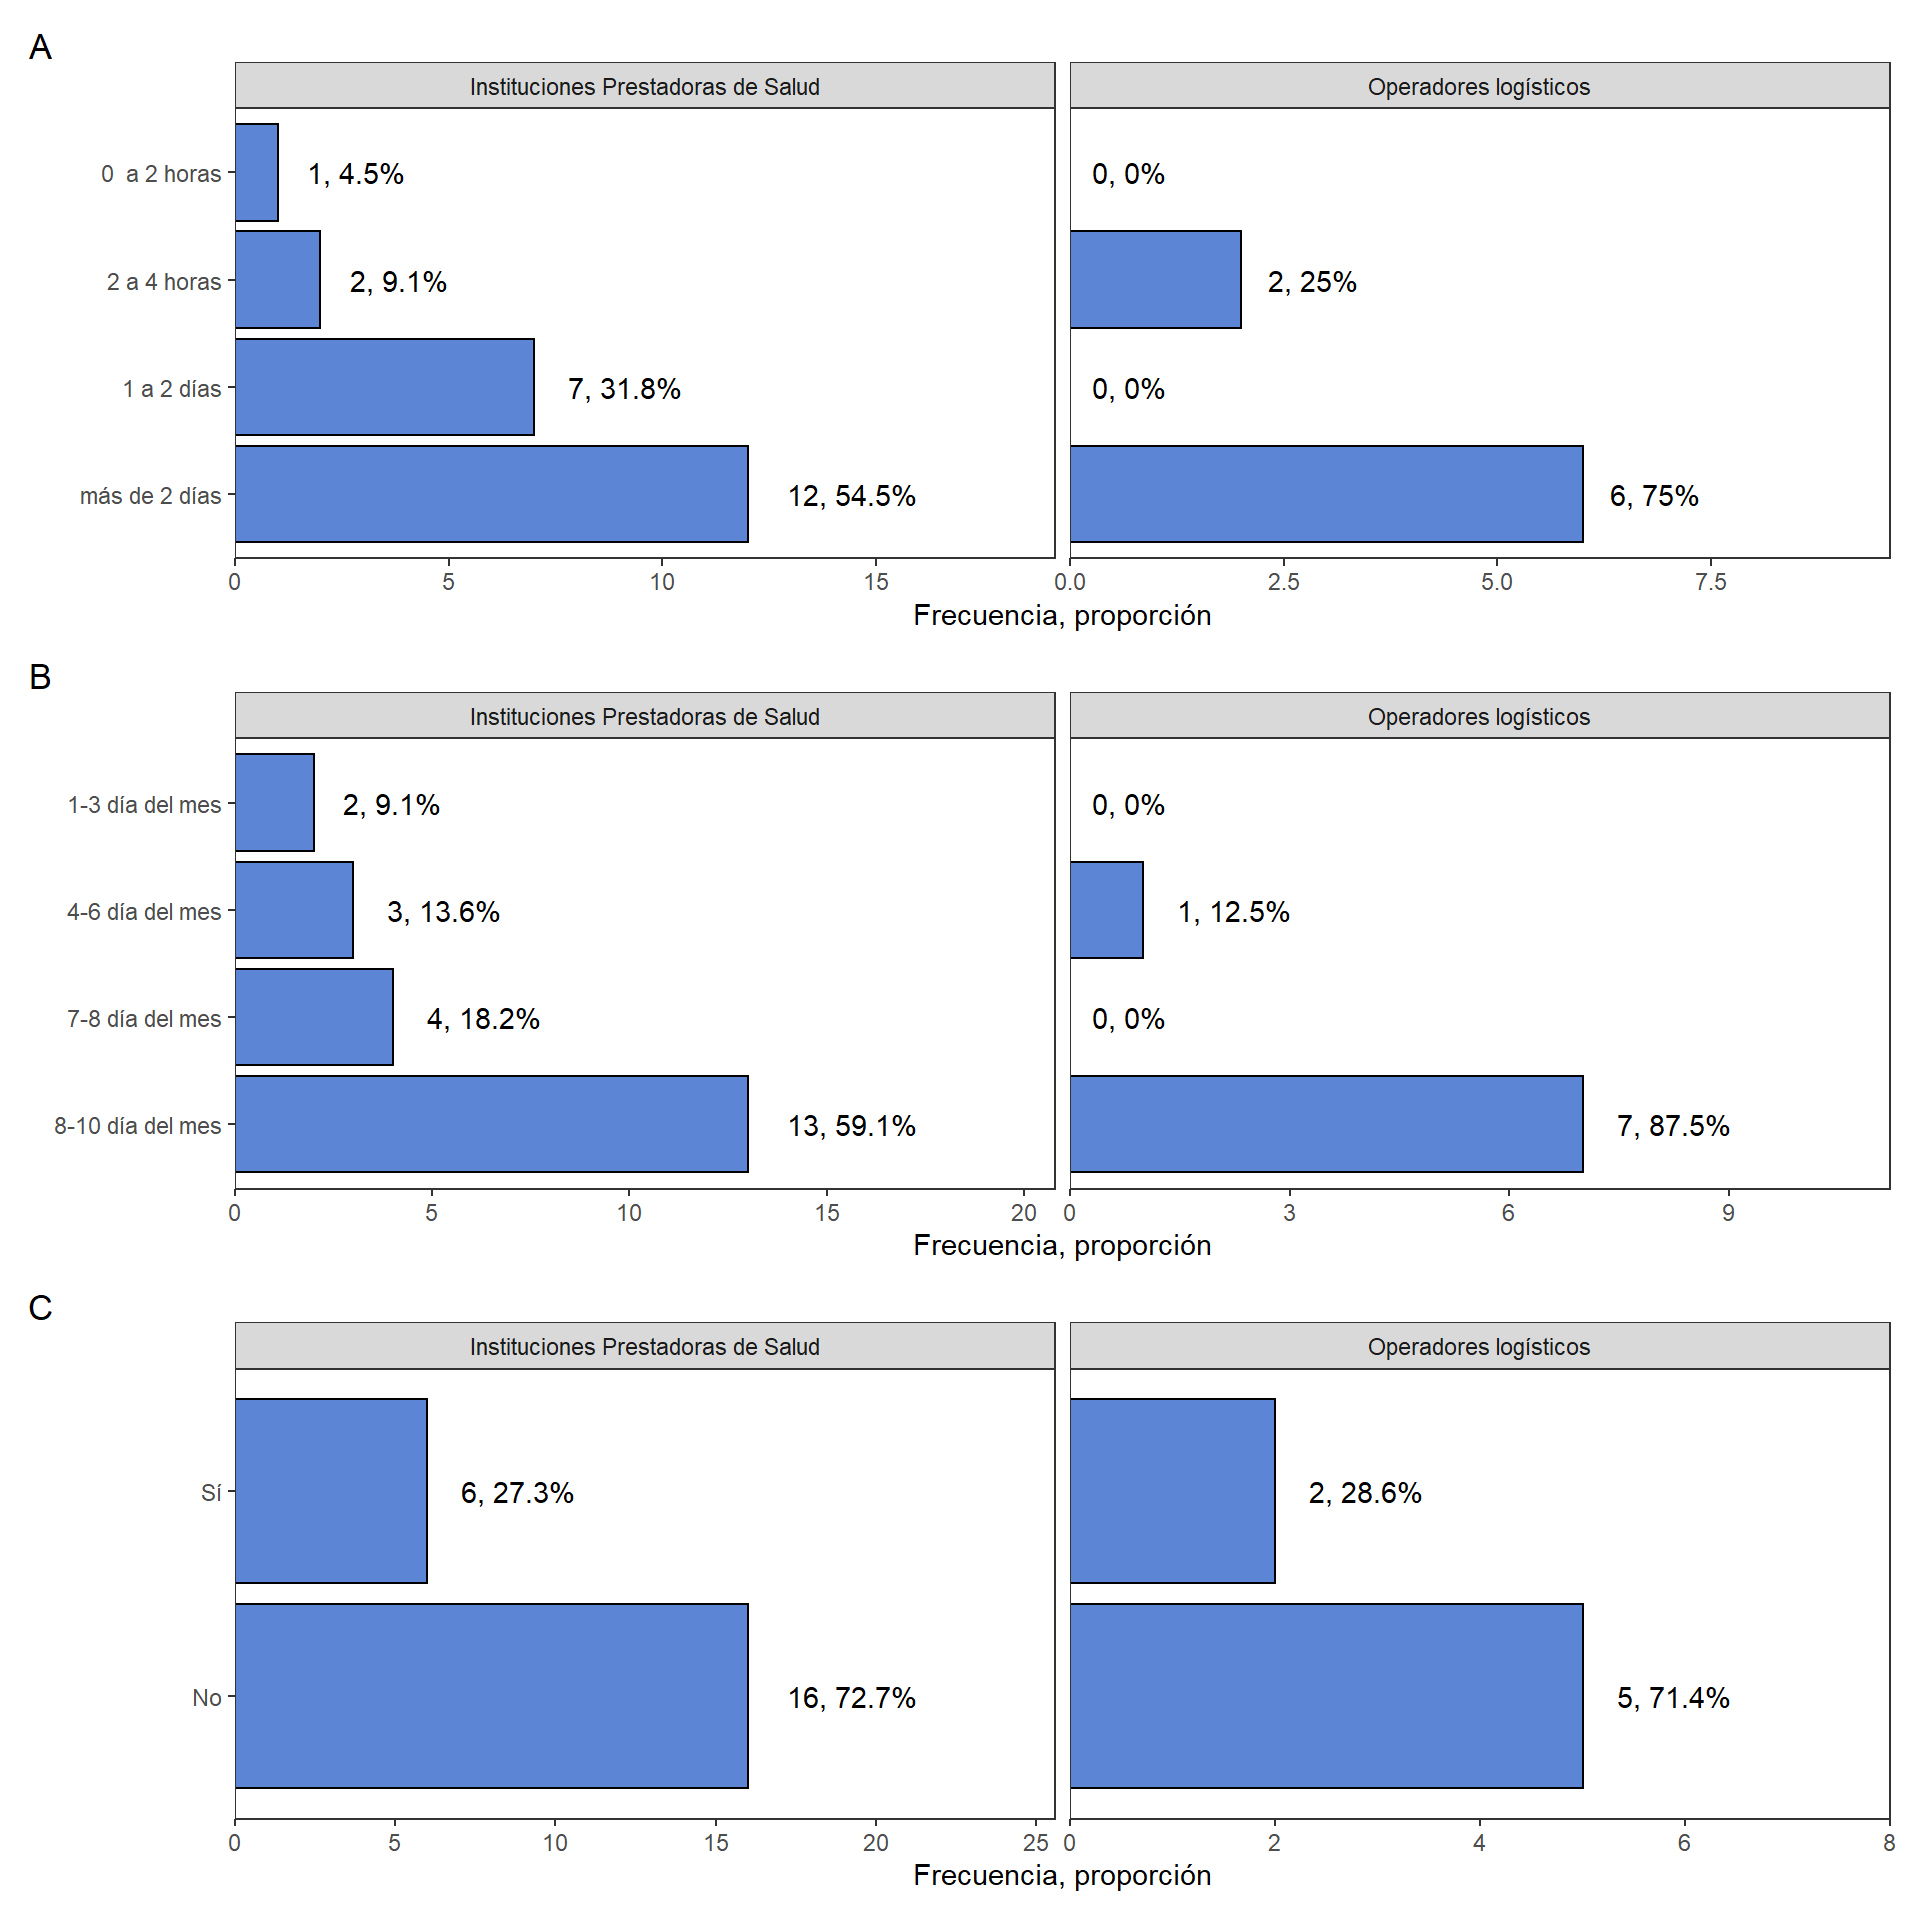 A
Instituciones Prestadoras de Salud
Operadores logísticos
0  a 2 horas
1, 4.5%
0, 0%
2 a 4 horas
2, 9.1%
2, 25%
1 a 2 días
7, 31.8%
0, 0%
más de 2 días
12, 54.5%
6, 75%
0 5 10 15
0.0 2.5 5.0 7.5
Frecuencia, proporción
B
Instituciones Prestadoras de Salud
Operadores logísticos
1-3 día del mes
2, 9.1%
0, 0%
4-6 día del mes
3, 13.6%
1, 12.5%
7-8 día del mes
4, 18.2%
0, 0%
8-10 día del mes
13, 59.1%
7, 87.5%
0 5 10 15 20
0 3 6 9
Frecuencia, proporción
C
Instituciones Prestadoras de Salud
Operadores logísticos
Sí
6, 27.3%
2, 28.6%
No
16, 72.7%
5, 71.4%
0 5 10 15 20 25
0 2 4 6 8
Frecuencia, proporción